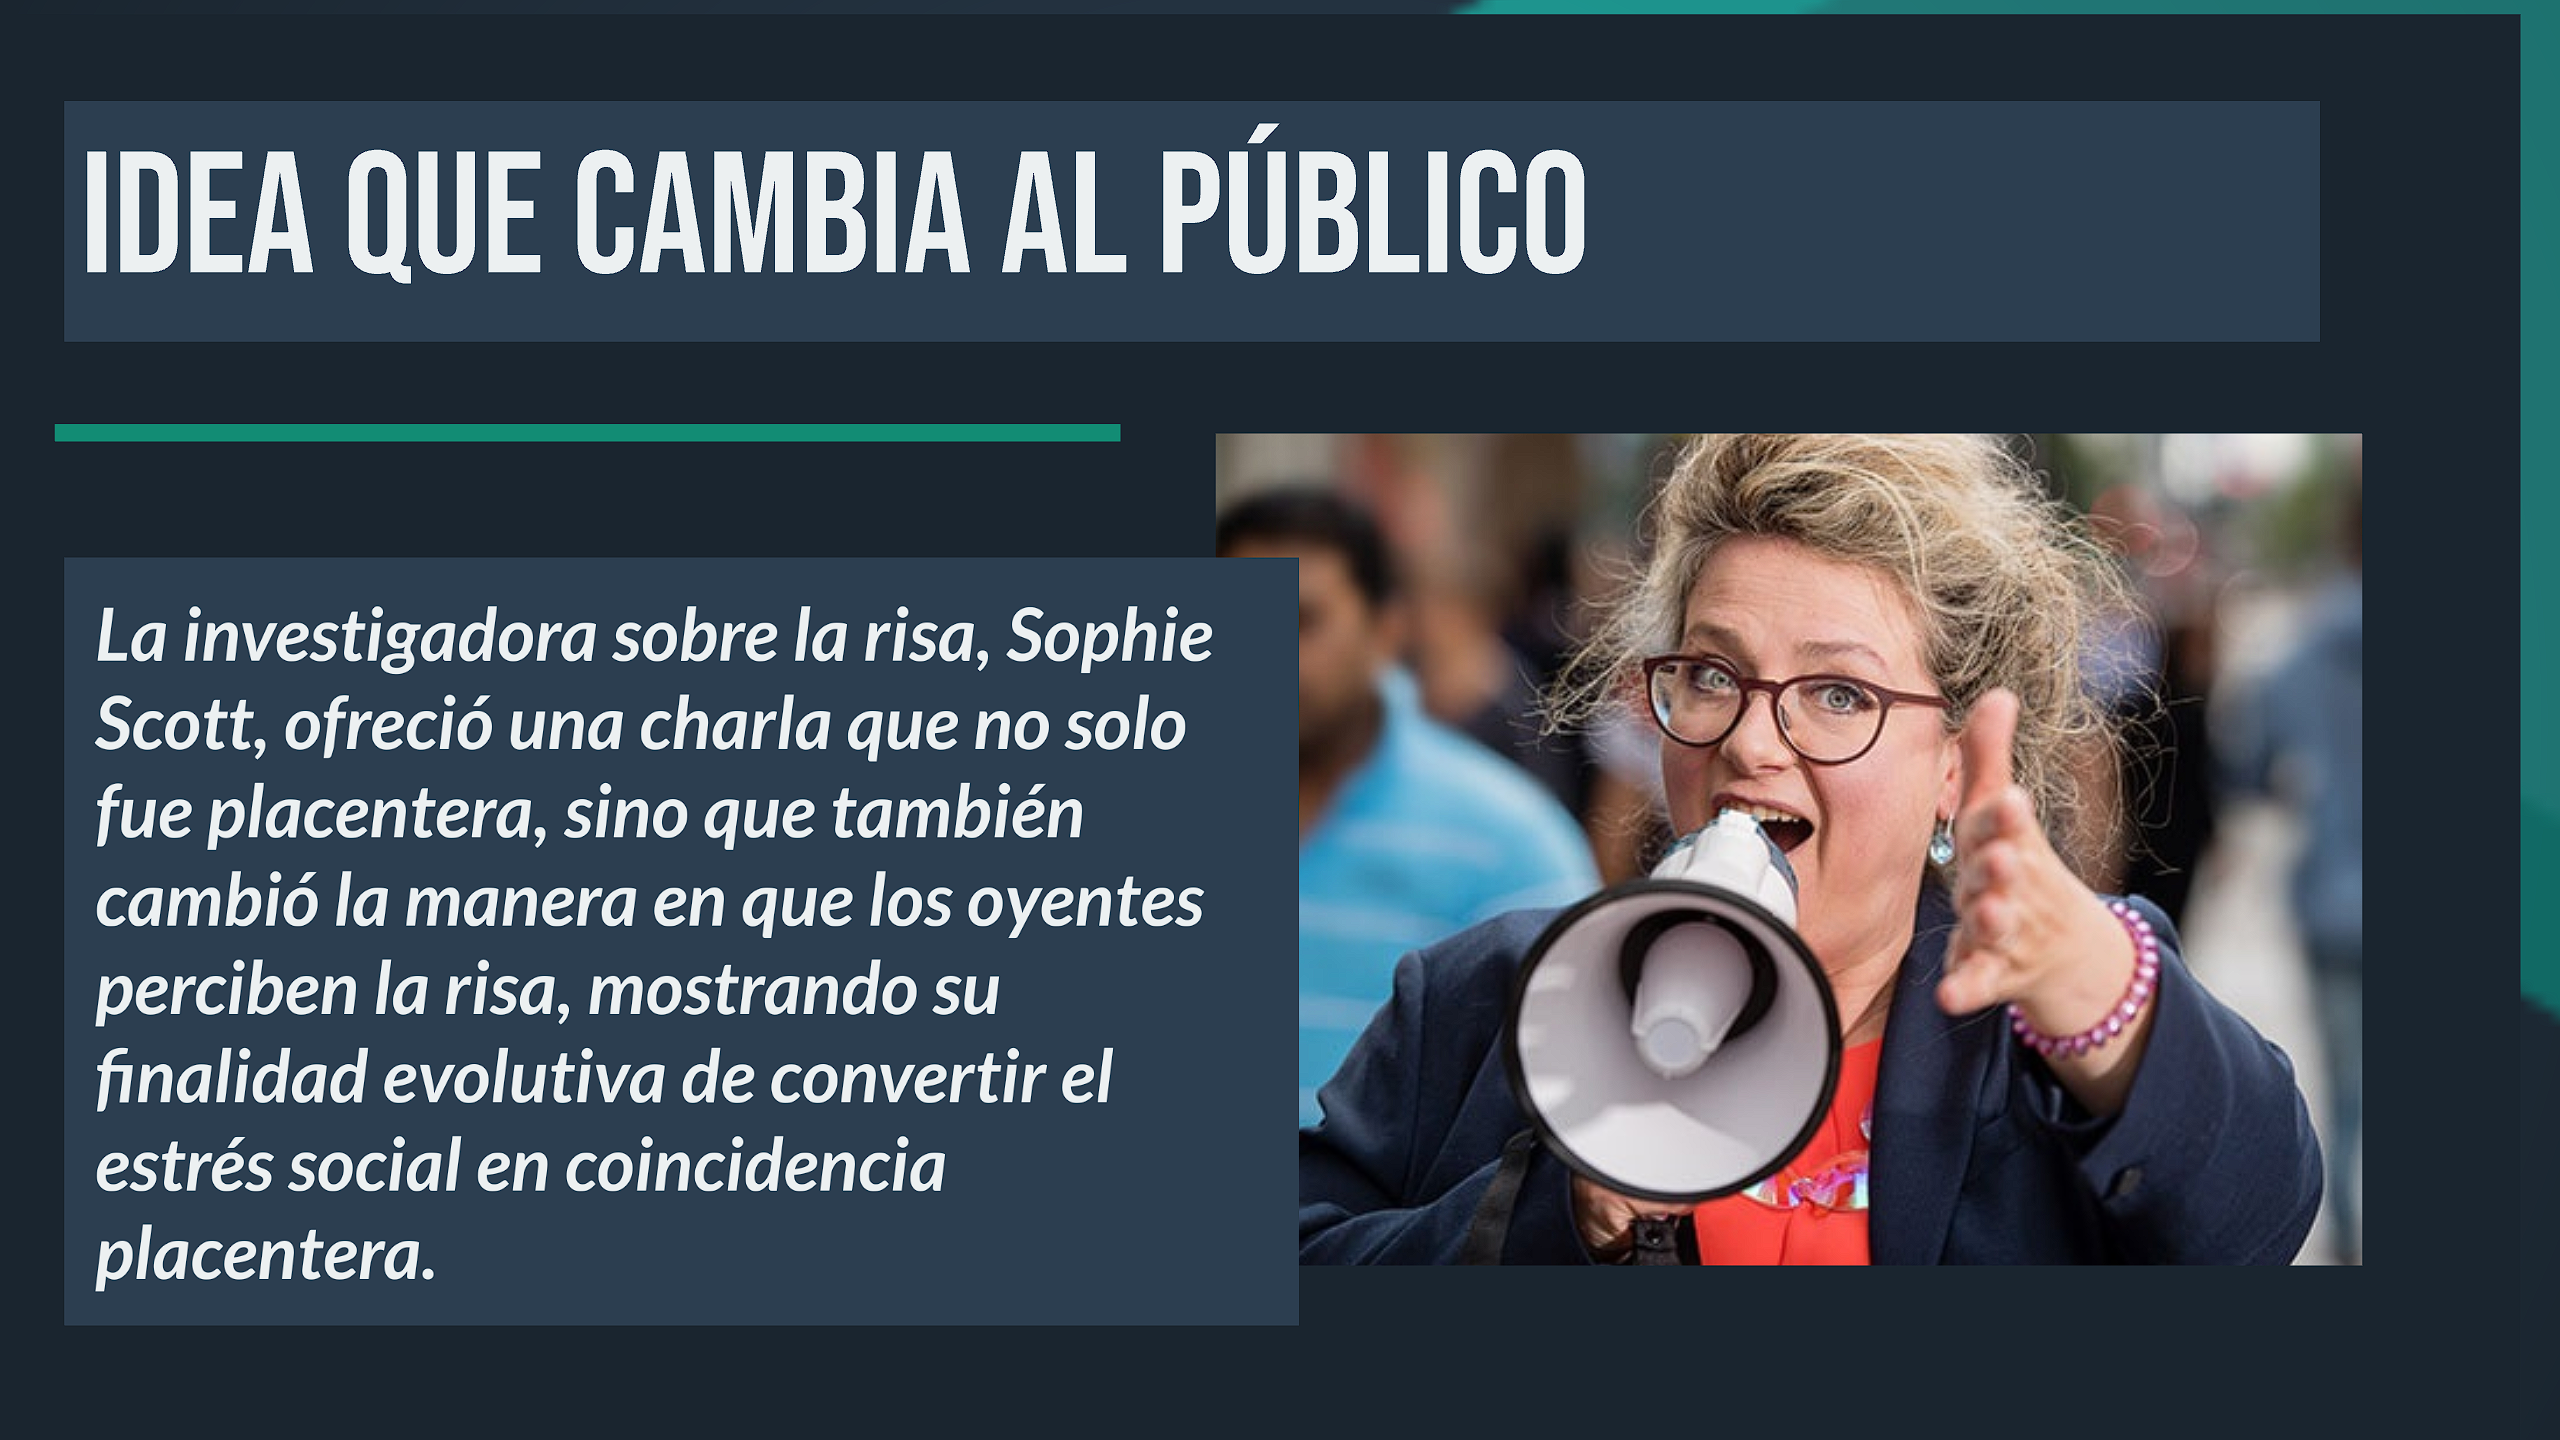 IDEA QUE CAMBIA AL PÚBLICO
La investigadora sobre la risa, Sophie
Scott, ofreció una charla que no solo
fue placentera, sino que también
cambió la manera en que los oyentes
perciben la risa, mostrando su
finalidad evolutiva de convertir el
estrés social en coincidencia
placentera.